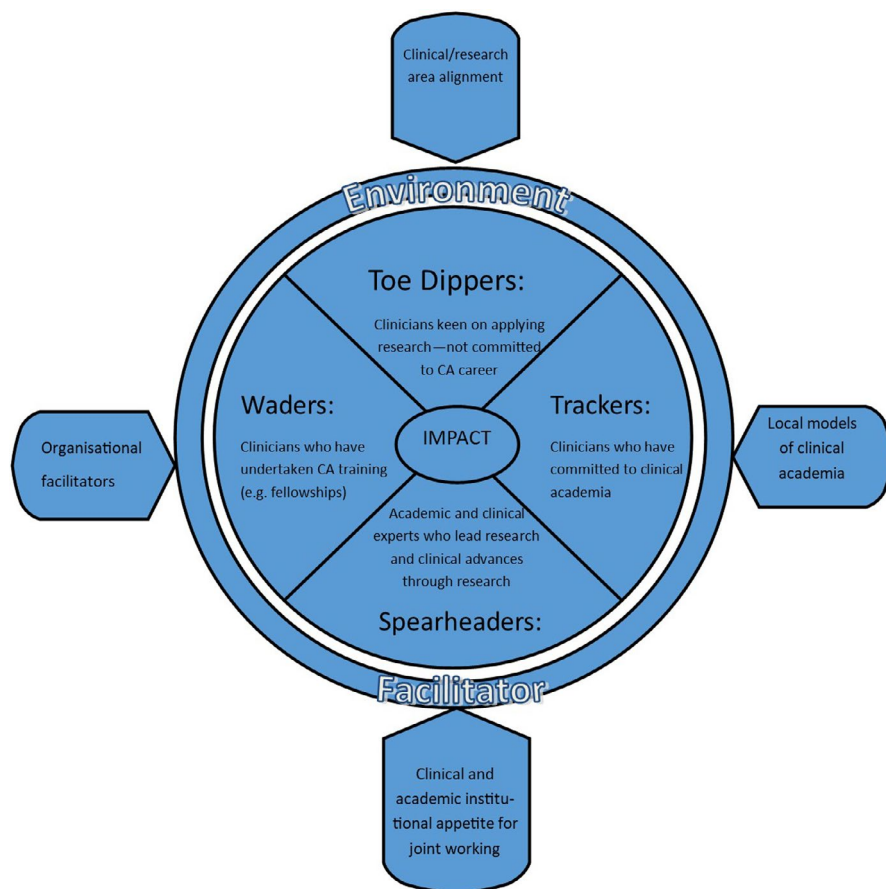 Clinical/research
area alignment
Environment
Toe Dippers:
Clinicians keen on applying
research—not committed
to CA career
Waders:
Clinicians who have
undertaken CA training
(e.g. fellowships)
IMPACT
Trackers:
Clinicians who have
committed to clinical
academia
Organisational
facilitators
Local models
of clinical
academia
Academic and clinical
experts who lead research
and clinical advances
through research
Spearheaders:
Facilitator
Clinical and
academic institu-
tional appetite for
joint working